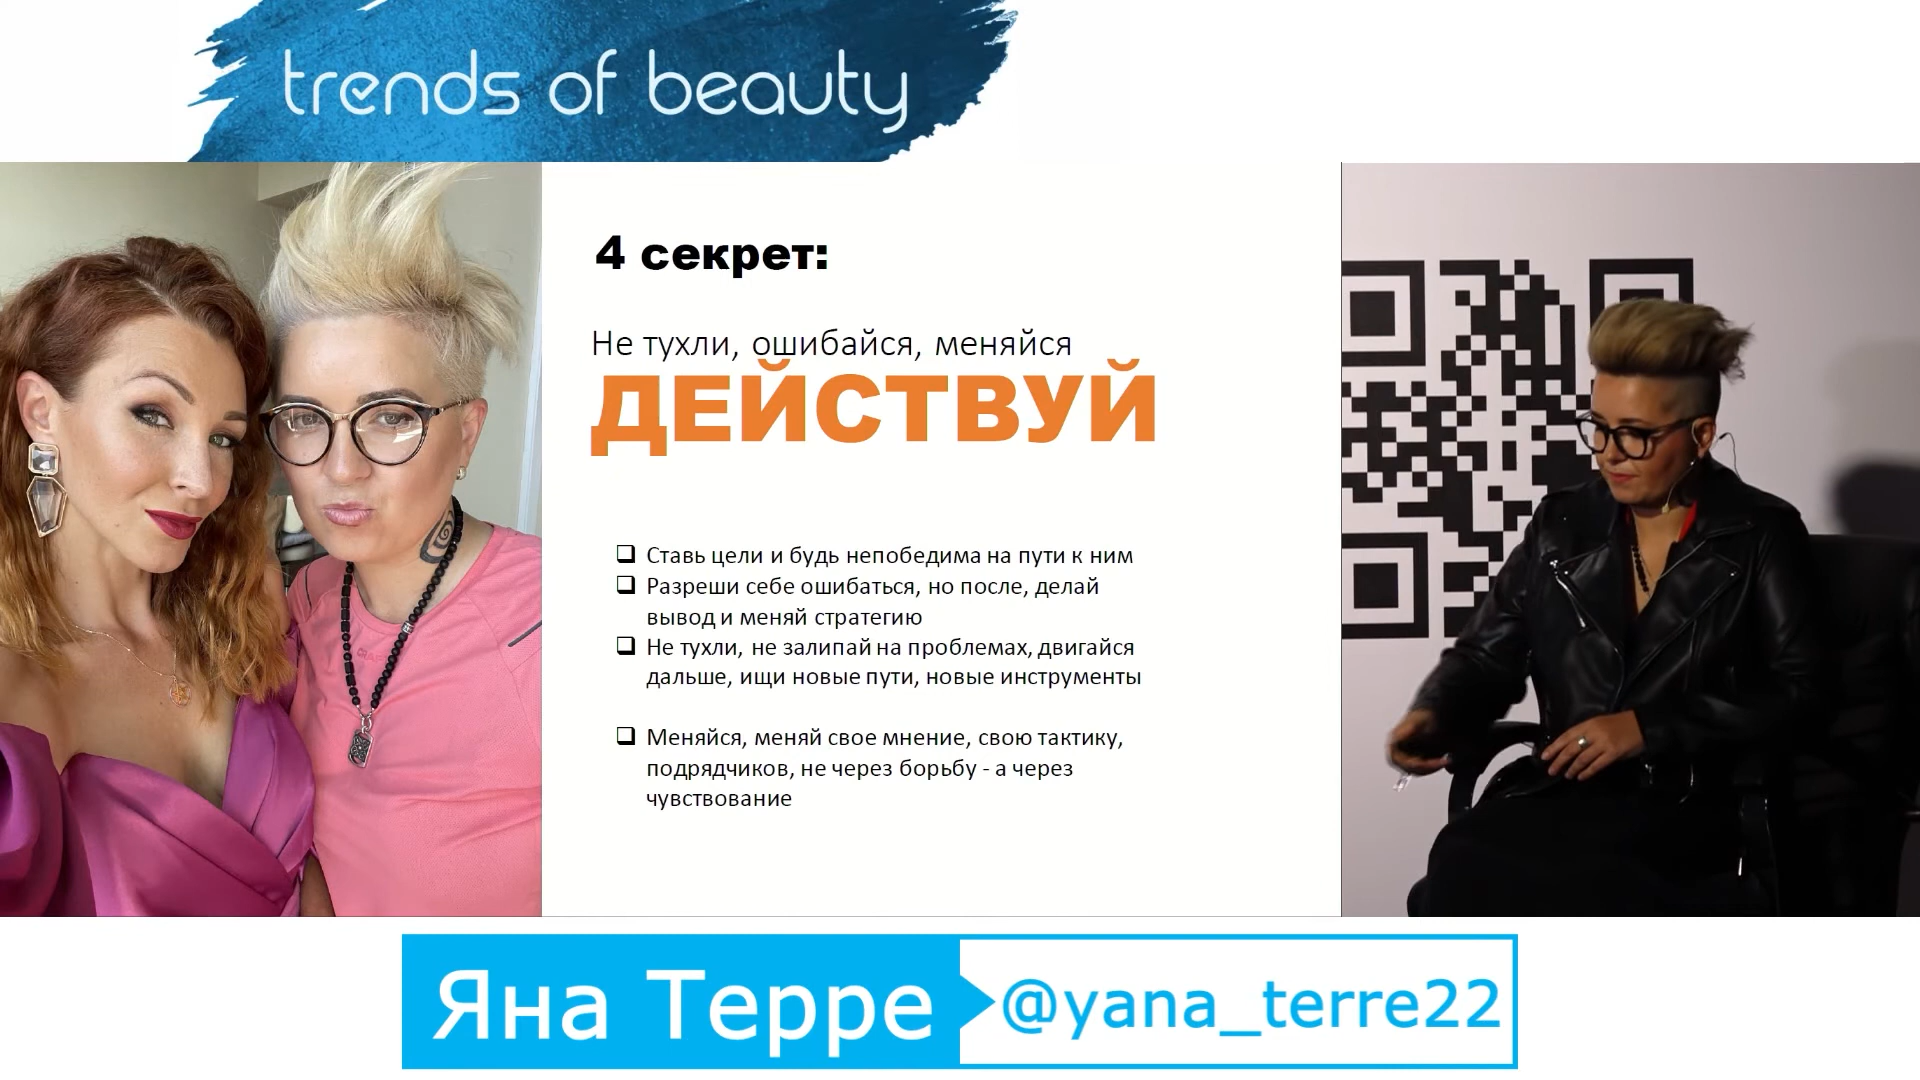 trends of beauty
4 секрет:
Не тухли, ошибайся, меняйся
ДЕЙСТВУЙ
Ставь цели и будь непобедима на пути к ним
Разреши себе ошибаться, но после, делай
вывод и меняй стратегию
Не тухли, не залипай на проблемах, двигайся
дальше, ищи новые пути, новые инструменты
Меняйся, меняй свое мнение, свою тактику,
подрядчиков, не через борьбу - а через
чувствование
CRAFT
Яна Терре
@yana_terre22